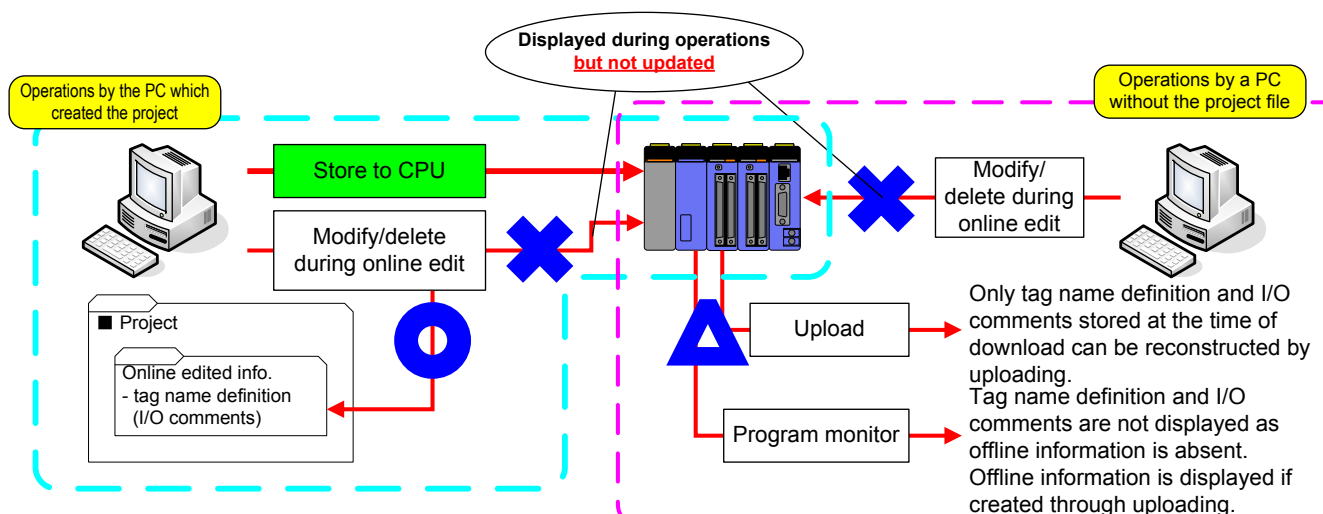 Displayed during operations
but not updated
Operations by the PC which
created the project
Operations by a PC
without the project file
Store to CPU
Modify/delete
during online edit
Modify/
delete during
online edit
■ Project
Online edited info.
- tag name definition
(I/O comments)
Upload
Only tag name definition and I/O
comments stored at the time of
download can be reconstructed by
uploading.
Program monitor
Tag name definition and I/O
comments are not displayed as
offline information is absent.
Offline information is displayed if
created through uploading.